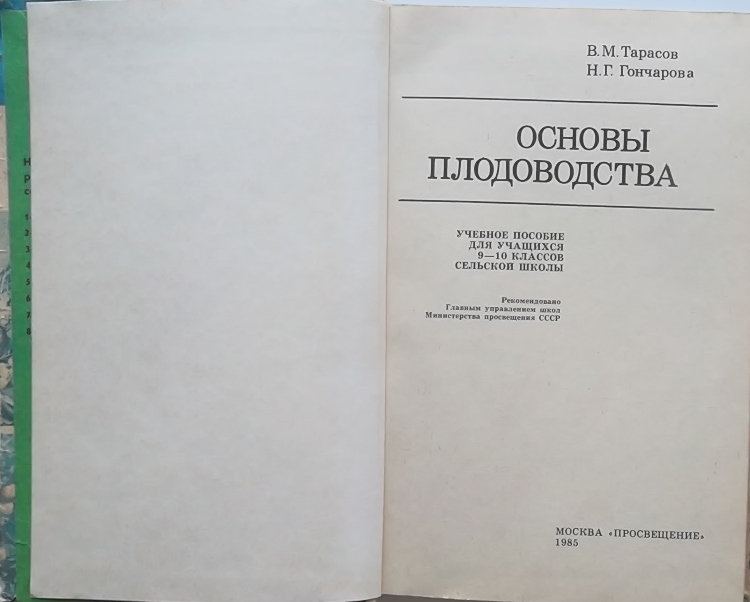 В. М. Тарасов
Н. Г. Гончарова
ОСНОВЫ
ПЛОДОВОДСТВА
УЧЕБНОЕ ПОСОБИЕ
ДЛЯ УЧАЩИХСЯ
9—10 КЛАССОВ
СЕЛЬСКОЙ ШКОЛЫ
Рекомендовано
Главным управлением школ
Министерства просвещения СССР
МОСКВА «ПРОСВЕЩЕНИЕ»
1985